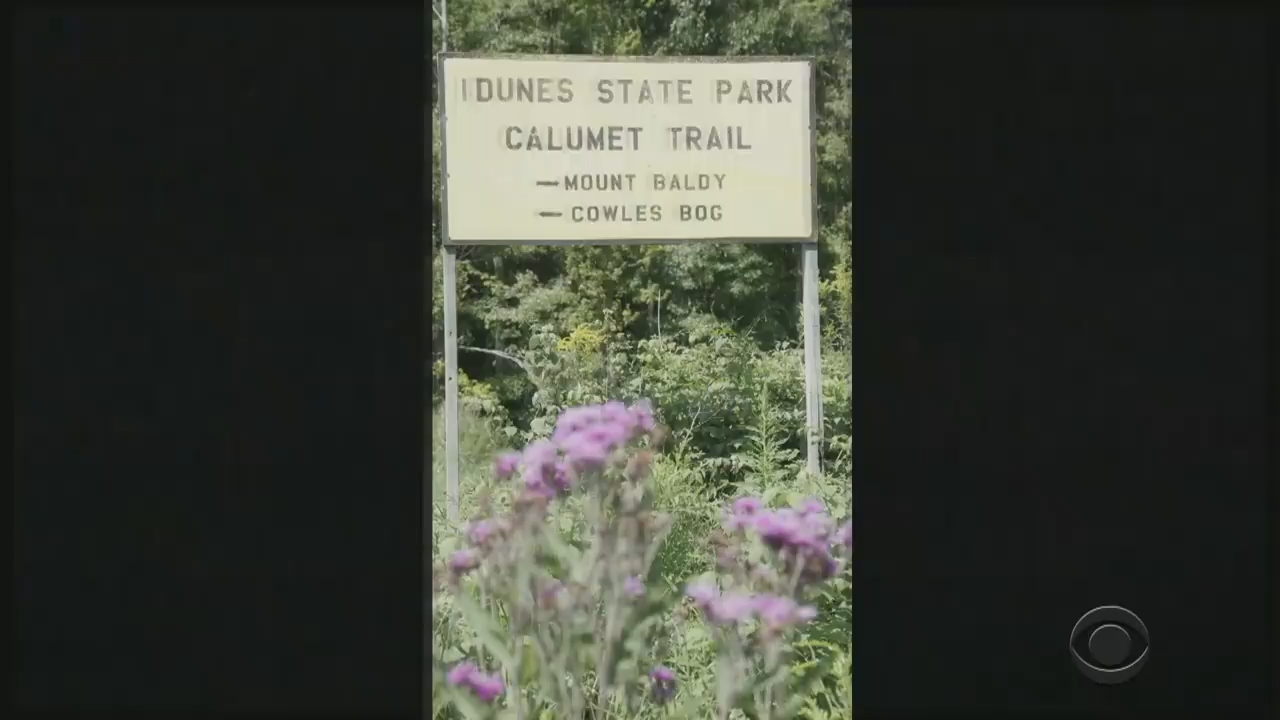 I DUNES STATE PARK
CALUMET TRAIL
— MOUNT BALDY
— COWLES BOG